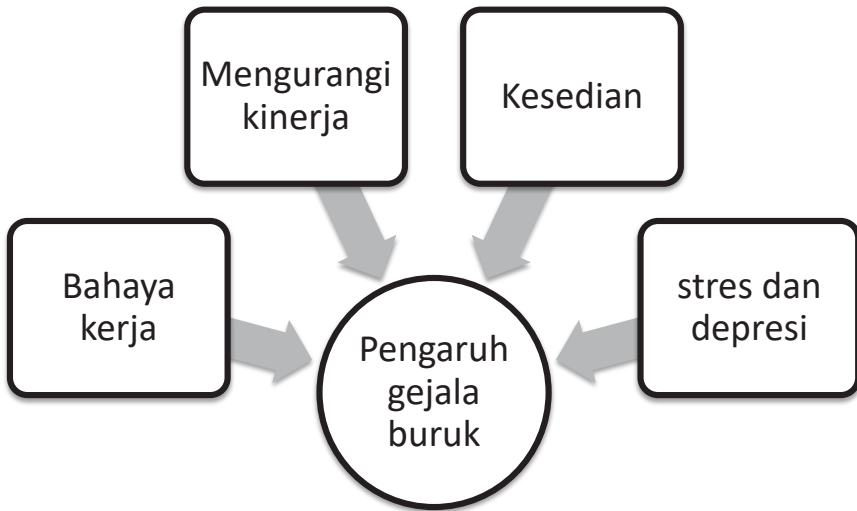 Mengurangi
kinerja
Kesedian
Bahaya
kerja
stres dan
depresi
Pengaruh
gejala
buruk